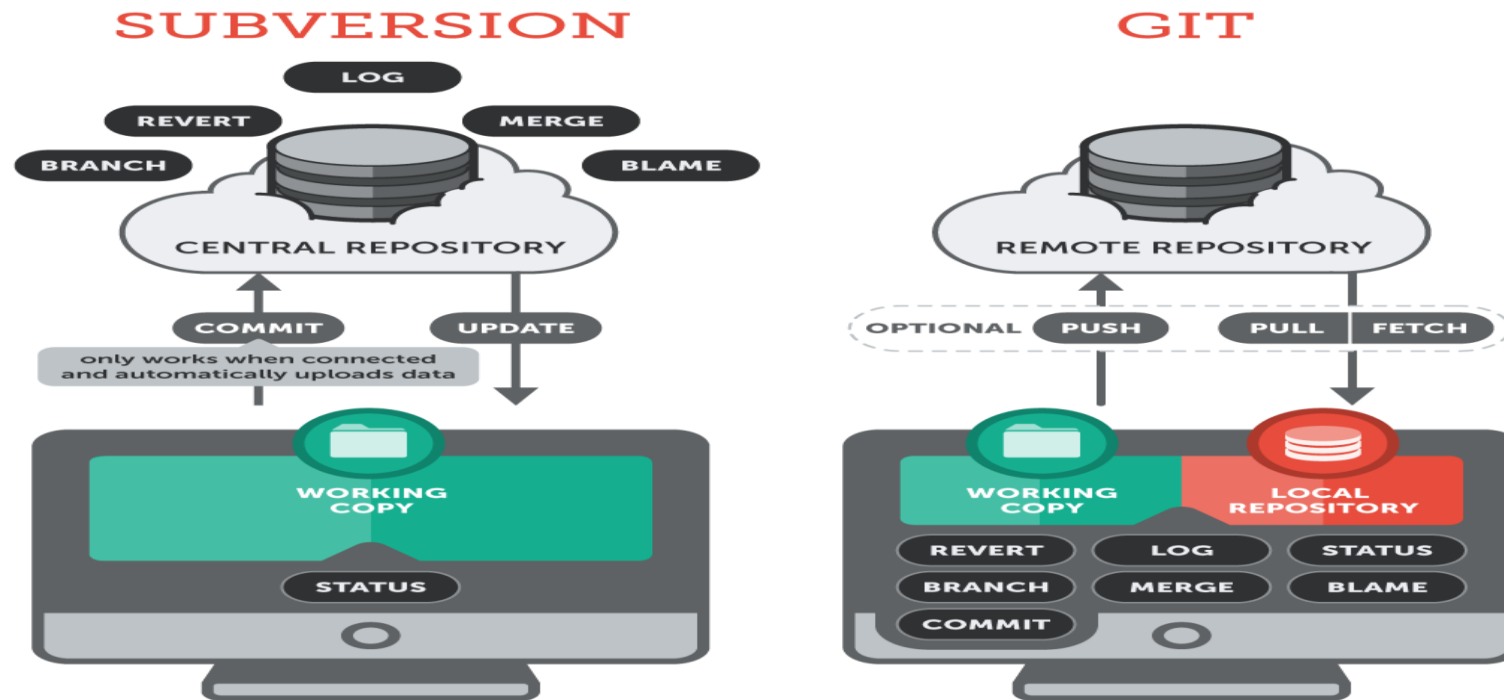 SUBVERSION
LOG
REVERT
MERGE
BRANCH
BLAME
CENTRAL REPOSITORY
COMMIT
UPDATE
only works when connected
and automatically uploads data
WORKING
COPY
STATUS
GIT
REMOTE REPOSITORY
OPTIONAL
PUSH
PULL
FETCH
WORKING
COPY
LOCAL
REPOSITORY
REVERT
LOG
STATUS
BRANCH
MERGE
BLAME
COMMIT